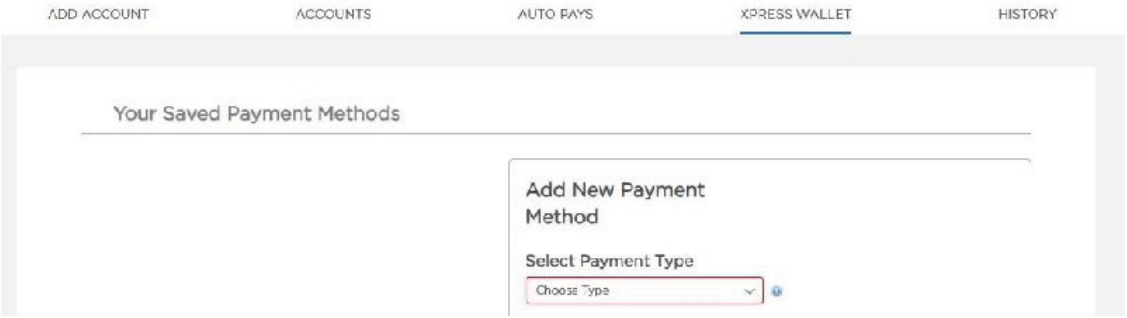 ADD ACCOUNT ACCOUNTS AUTO PAYS XPRESS WALLET HISTORY
Your Saved Payment Methods
Add New Payment
Method
Select Payment Type
Choose Type